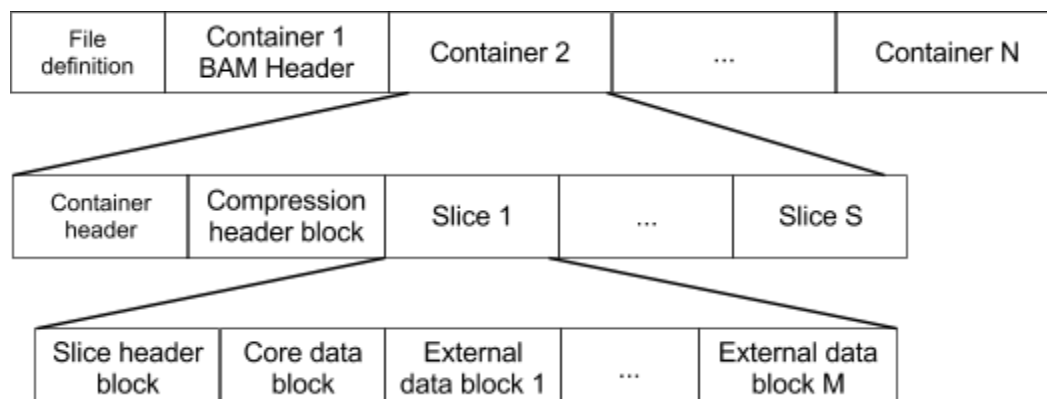 File
definition
Container 1
BAM Header
Container 2
...
Container N
Container
header
Compression
header block
Slice 1
...
Slice S
Slice header
block
Core data
block
External
data block 1
...
External data
block M